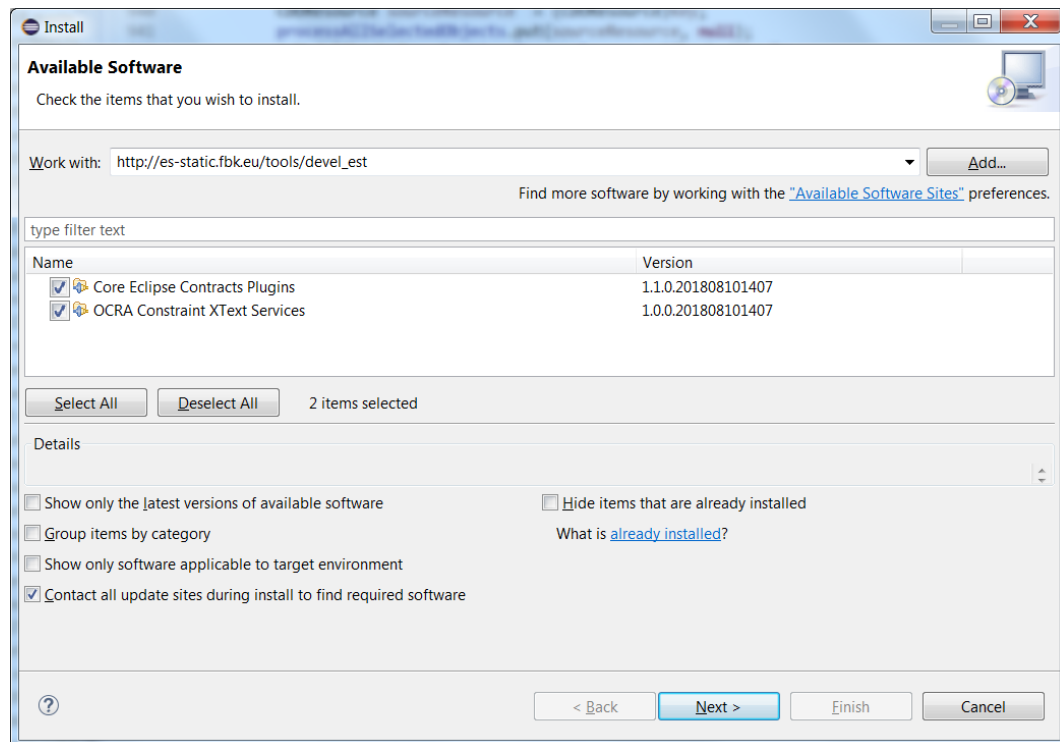 Install
Available Software
Check the items that you wish to install.
Work with: http://es-static.fbk.eu/tools/devel_est Add...
Find more software by working with the "Available Software Sites" preferences.
type filter text
Name Version
Core Eclipse Contracts Plugins 1.1.0.201808101407
OCRA Constraint XText Services 1.0.0.201808101407
Select All Deselect All 2 items selected
Details
Show only the latest versions of available software Hide items that are already installed
Group items by category What is already installed?
Show only software applicable to target environment
Contact all update sites during install to find required software
? < Back Next > Finish Cancel